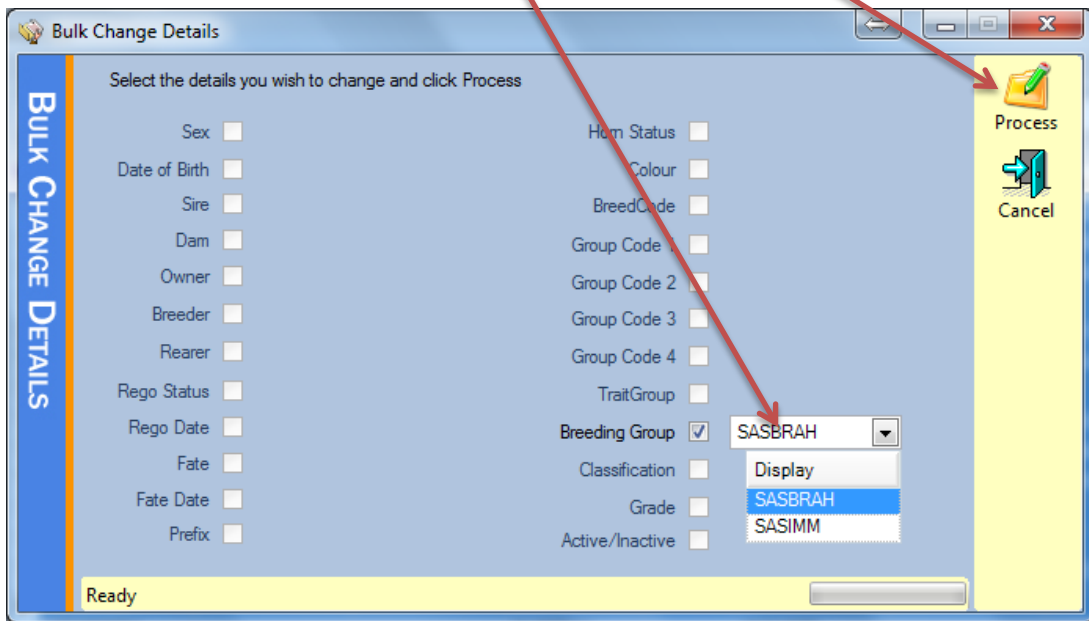 Bulk Change Details
BULK CHANGE DETAILS
Select the details you wish to change and click Process
Sex
Date of Birth
Sire
Dam
Owner
Breeder
Rearer
Rego Status
Rego Date
Fate
Fate Date
Prefix
Horn Status
Colour
BreedCode
Group Code 1
Group Code 2
Group Code 3
Group Code 4
TraitGroup
Breeding Group
SASBRAH
Display
SASBRAH
SASIMM
Classification
Grade
Active/Inactive
Process
Cancel
Ready